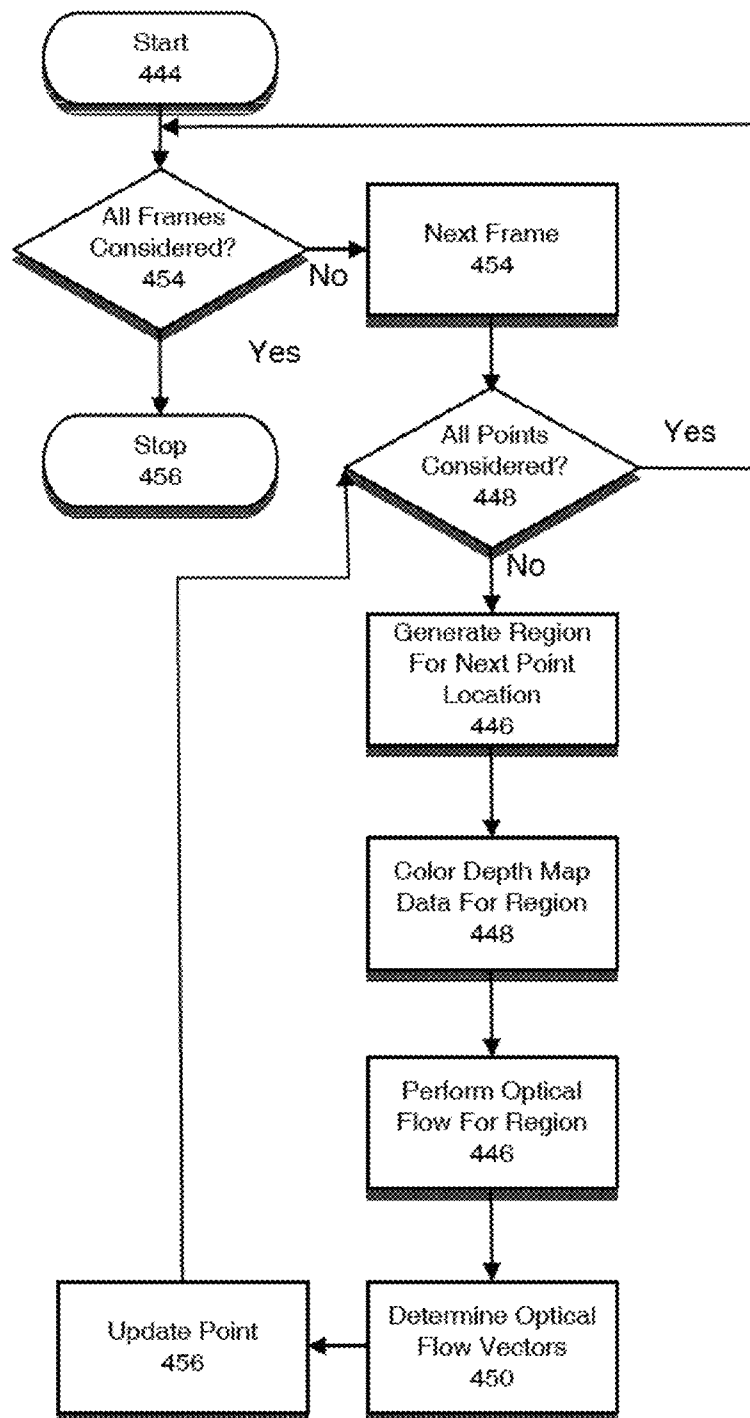 Start
444
All Frames
Considered?
454
No
Next Frame
454
Yes
Stop
456
All Points
Considered?
448
Yes
No
Generate Region
For Next Point
Location
446
Color Depth Map
Data For Region
448
Perform Optical
Flow For Region
446
Determine Optical
Flow Vectors
450
Update Point
456